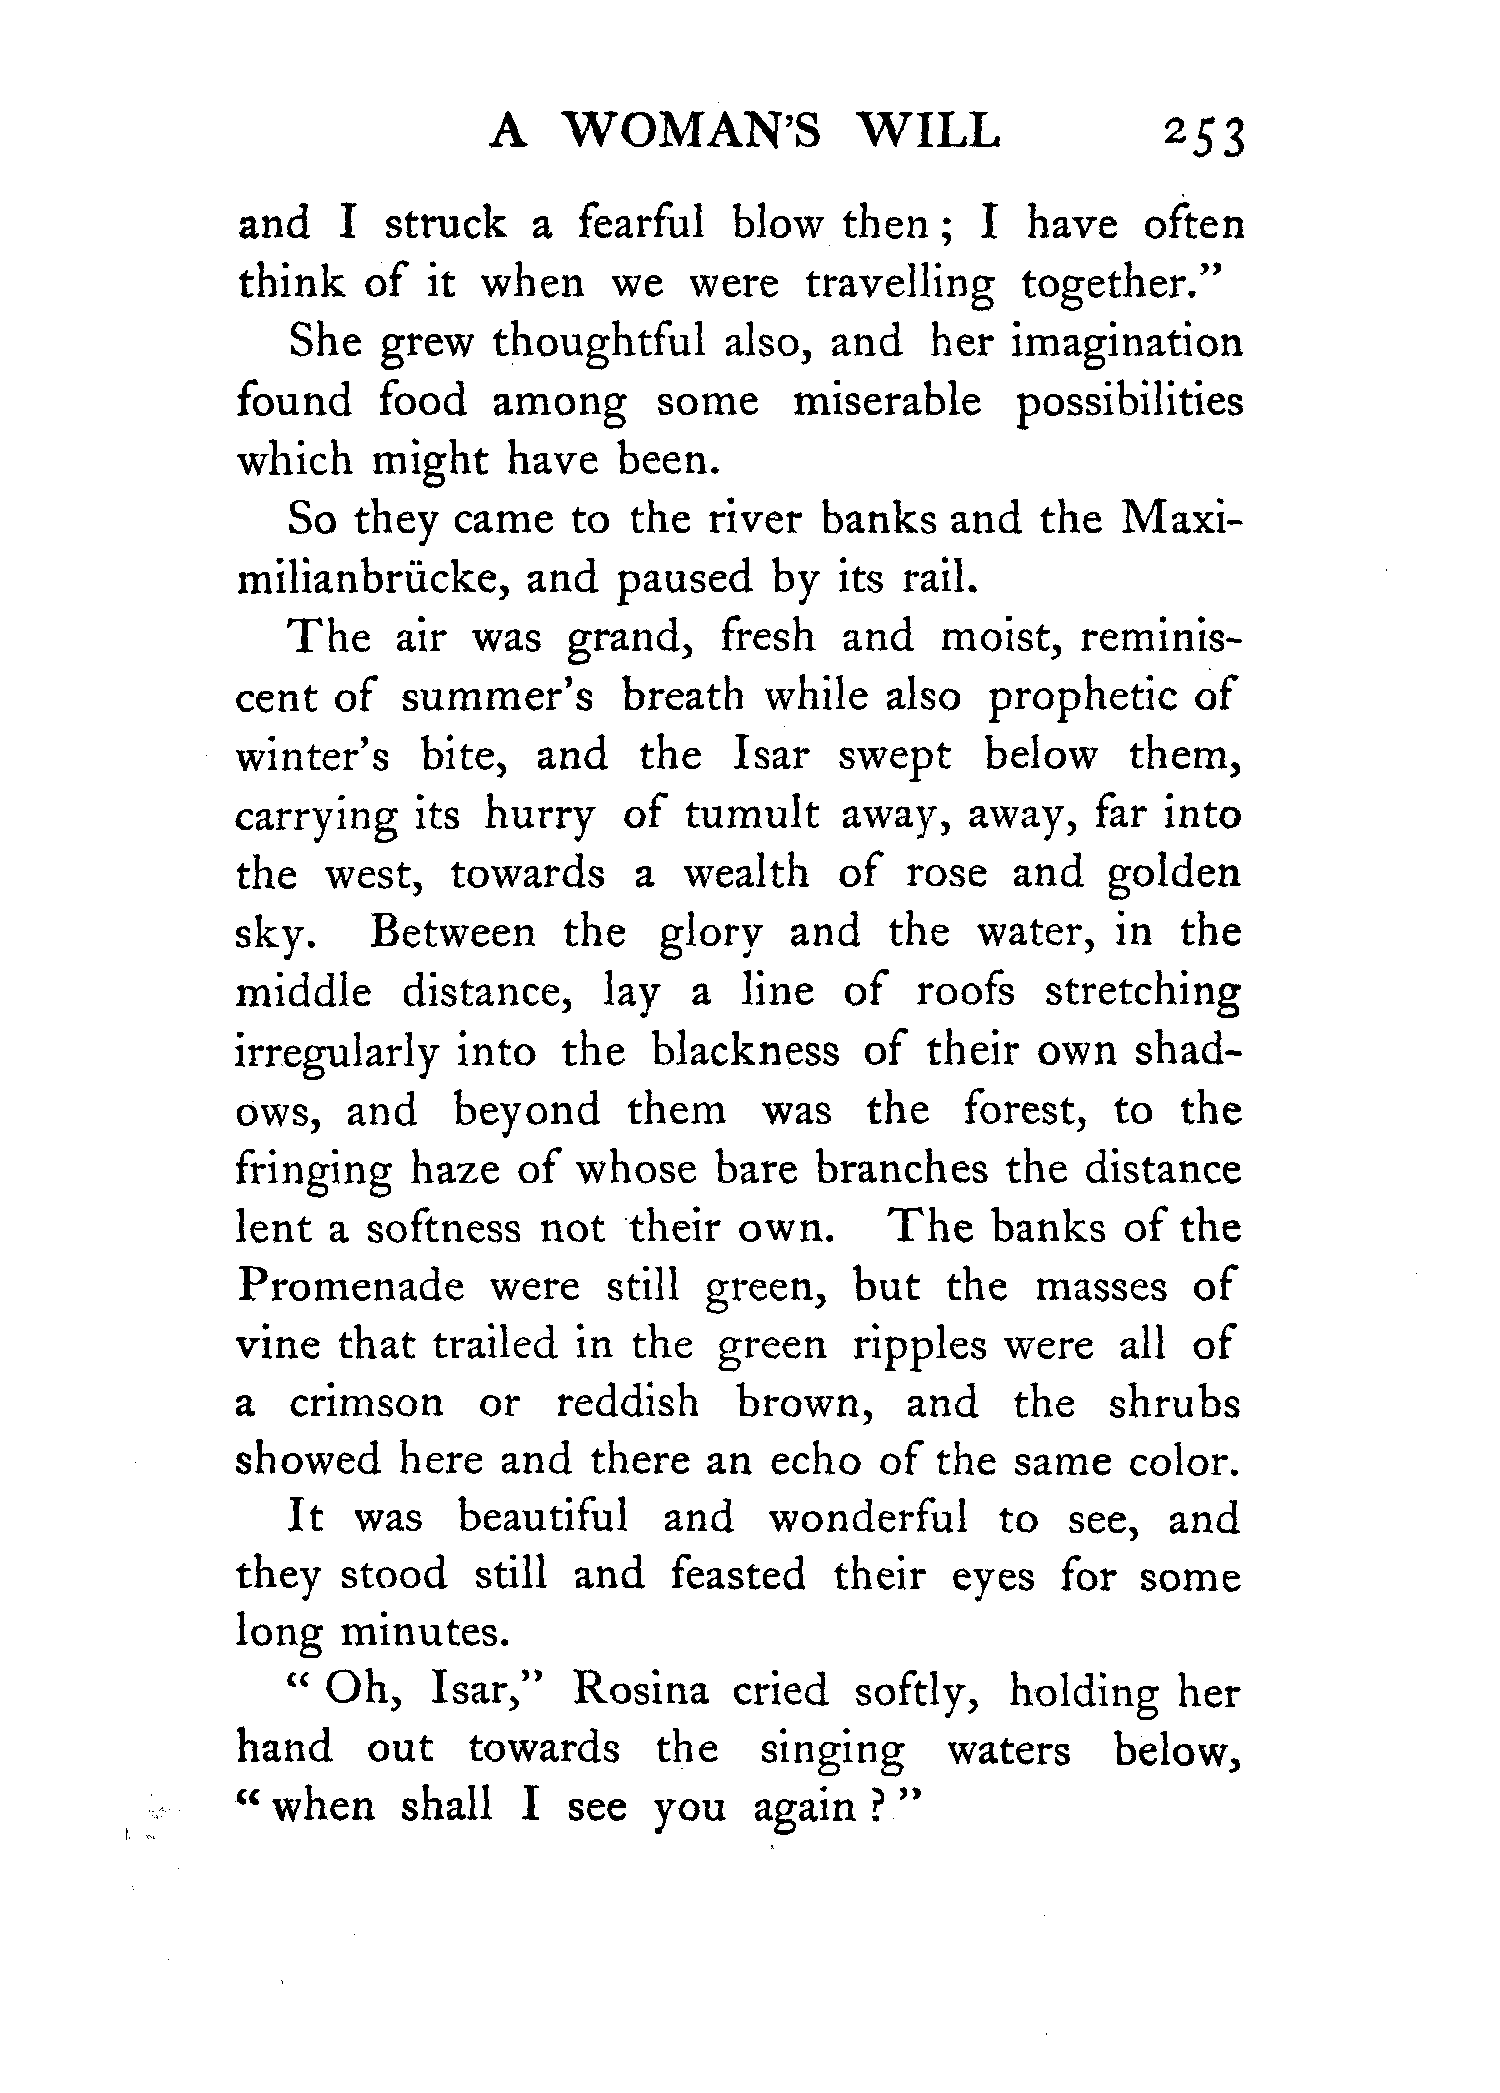 A WOMAN'S WILL 253
and I struck a fearful blow then ; I have often
think of it when we were travelling together.”
She grew thoughtful also, and her imagination
found food among some miserable possibilities
which might have been.
So they came to the river banks and the Maxi-
milianbrücke, and paused by its rail.
The air was grand, fresh and moist, reminis-
cent of summer's breath while also prophetic of
winter's bite, and the Isar swept below them,
carrying its hurry of tumult away, away, far into
the west, towards a wealth of rose and golden
sky. Between the glory and the water, in the
middle distance, lay a line of roofs stretching
irregularly into the blackness of their own shad-
ows, and beyond them was the forest, to the
fringing haze of whose bare branches the distance
lent a softness not their own. The banks of the
Promenade were still green, but the masses of
vine that trailed in the green ripples were all of
a crimson or reddish brown, and the shrubs
showed here and there an echo of the same color.
It was beautiful and wonderful to see, and
they stood still and feasted their eyes for some
long minutes.
“ Oh, Isar,” Rosina cried softly, holding her
hand out towards the singing waters below,
“ when shall I see you again ? ”